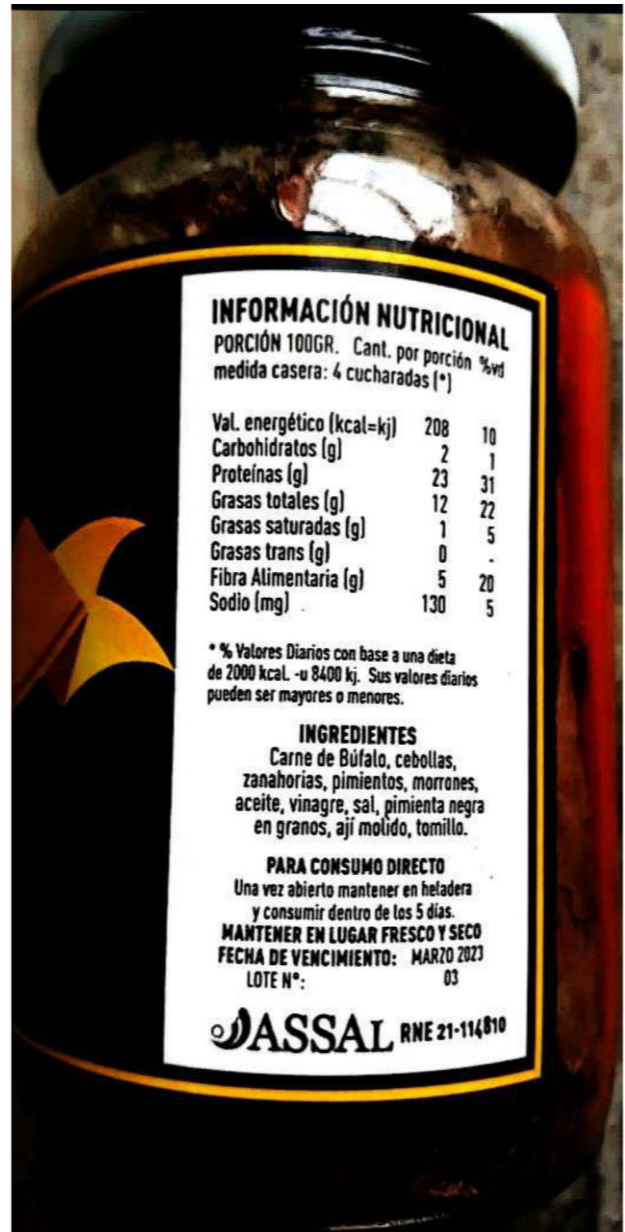 INFORMACIÓN NUTRICIONAL
PORCIÓN 100GR. Cant. por porción %vd
medida casera: 4 cucharadas (*)
Val. energético (kcal=kj) 208 10
Carbohidratos (g) 2 1
Proteínas (g) 23 31
Grasas totales (g) 12 22
Grasas saturadas (g) 1 5
Grasas trans (g) 0 -
Fibra Alimentaria (g) 5 20
Sodio (mg) 130 5
* % Valores Diarios con base a una dieta
de 2000 kcal. -u 8400 kj. Sus valores diarios
pueden ser mayores o menores.
INGREDIENTES
Carne de Búfalo, cebollas,
zanahorias, pimientos, morrones,
aceite, vinagre, sal, pimienta negra
en granos, ají molido, tomillo.
PARA CONSUMO DIRECTO
Una vez abierto mantener en heladera
y consumir dentro de los 5 días.
MANTENER EN LUGAR FRESCO Y SECO
FECHA DE VENCIMIENTO: MARZO 2023
LOTE N°: 03
ASSAL RNE 21-114810